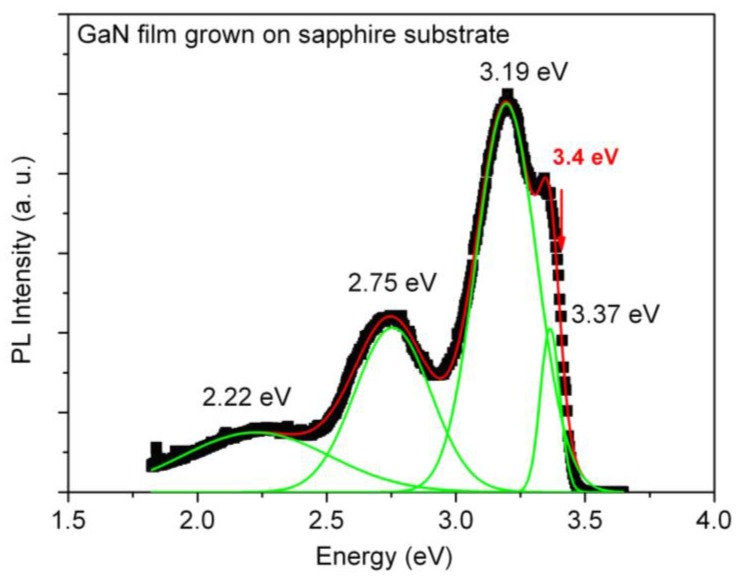 GaN film grown on sapphire substrate
3.19 eV
3.4 eV
2.75 eV
3.37 eV
2.22 eV
PL Intensity (a. u.)
1.5 2.0 2.5 3.0 3.5 4.0
Energy (eV)